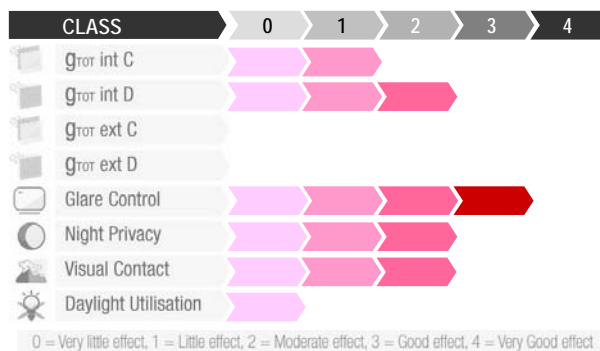 CLASS 0 1 2 3 4
gTOT int C
gTOT int D
gTOT ext C
gTOT ext D
Glare Control
Night Privacy
Visual Contact
Daylight Utilisation
0 = Very little effect, 1 = Little effect, 2 = Moderate effect, 3 = Good effect, 4 = Very Good effect